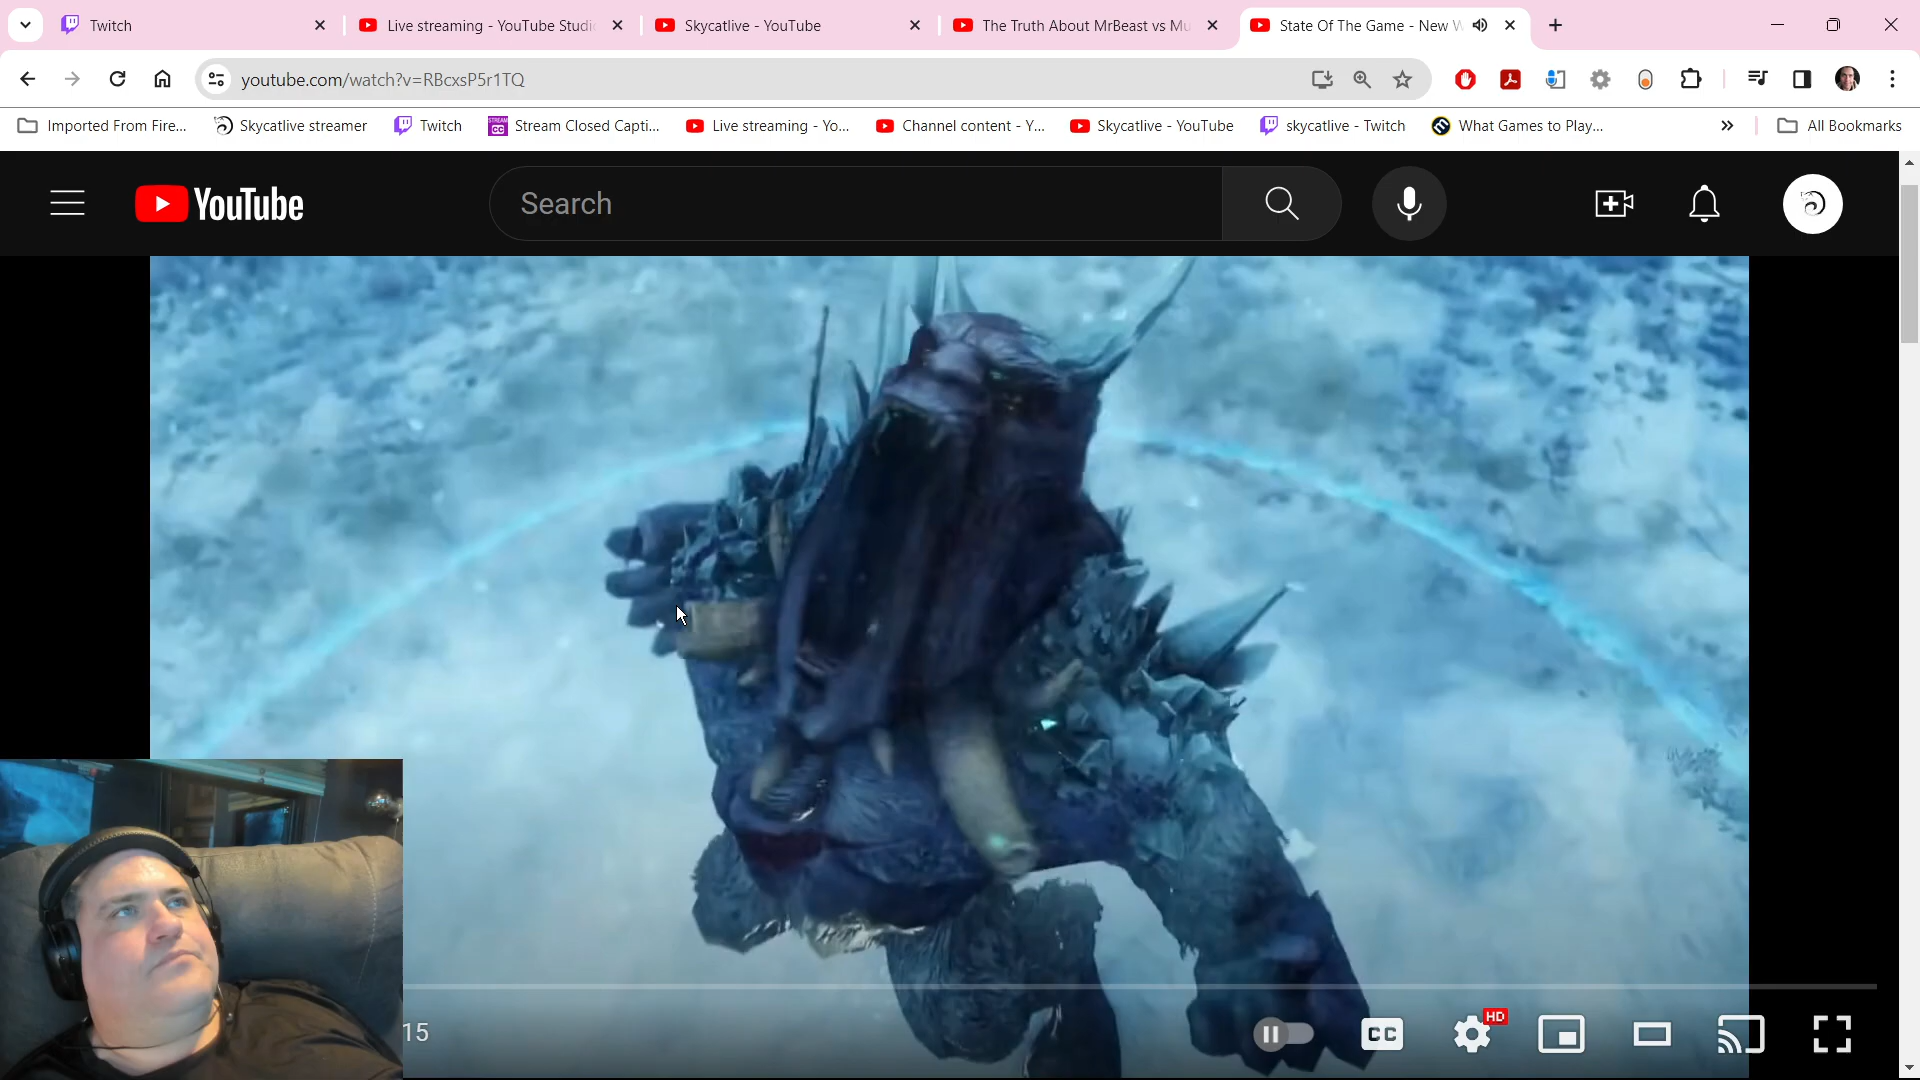 Twitch
Live streaming - YouTube Studi
Skycatlive - YouTube
The Truth About MrBeast vs Mu
State Of The Game - New W
youtube.com/watch?v=RBcxsP5r1TQ
Imported From Fire...
Skycatlive streamer
Twitch
STREAM CC
Stream Closed Capti...
Live streaming - Yo...
Channel content - Y...
Skycatlive - YouTube
skycatlive - Twitch
What Games to Play...
All Bookmarks
YouTube
Search
15
CC
HD